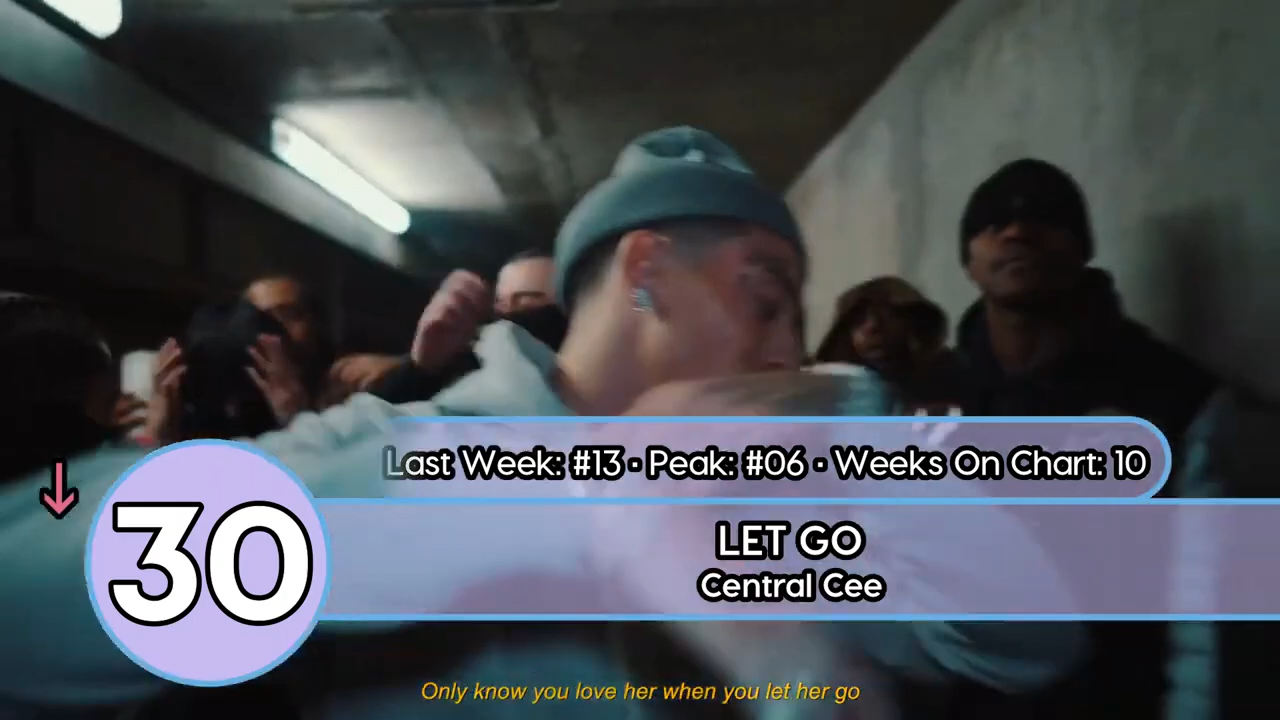 Last Week: #13 • Peak: #06 • Weeks On Chart: 10
30
LET GO
Central Cee
Only know you love her when you let her go